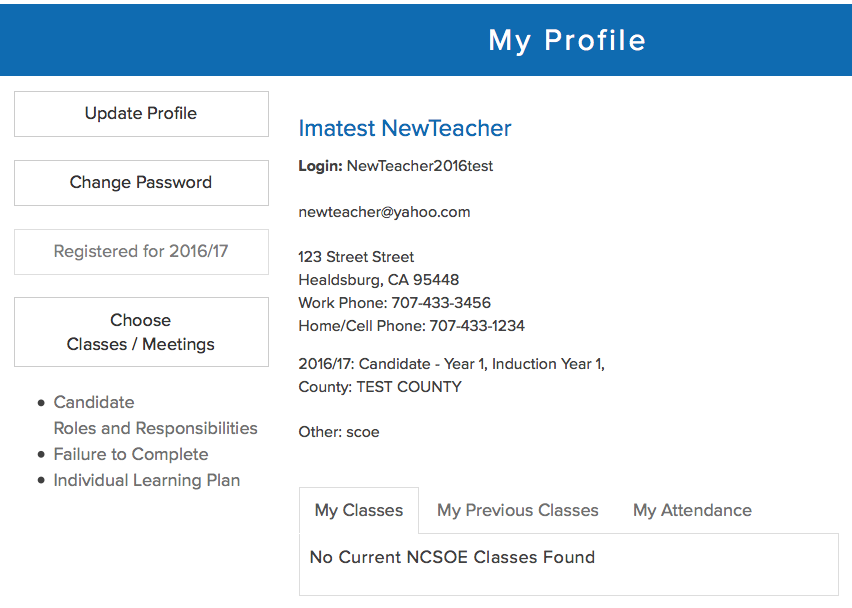 My Profile
Update Profile
Change Password
Registered for 2016/17
Choose
Classes / Meetings
Candidate
Roles and Responsibilities
Failure to Complete
Individual Learning Plan
Imatest NewTeacher
Login: NewTeacher2016test
newteacher@yahoo.com
123 Street Street
Healdsburg, CA 95448
Work Phone: 707-433-3456
Home/Cell Phone: 707-433-1234
2016/17: Candidate - Year 1, Induction Year 1,
County: TEST COUNTY
Other: scoe
My Classes My Previous Classes My Attendance
No Current NCSOE Classes Found